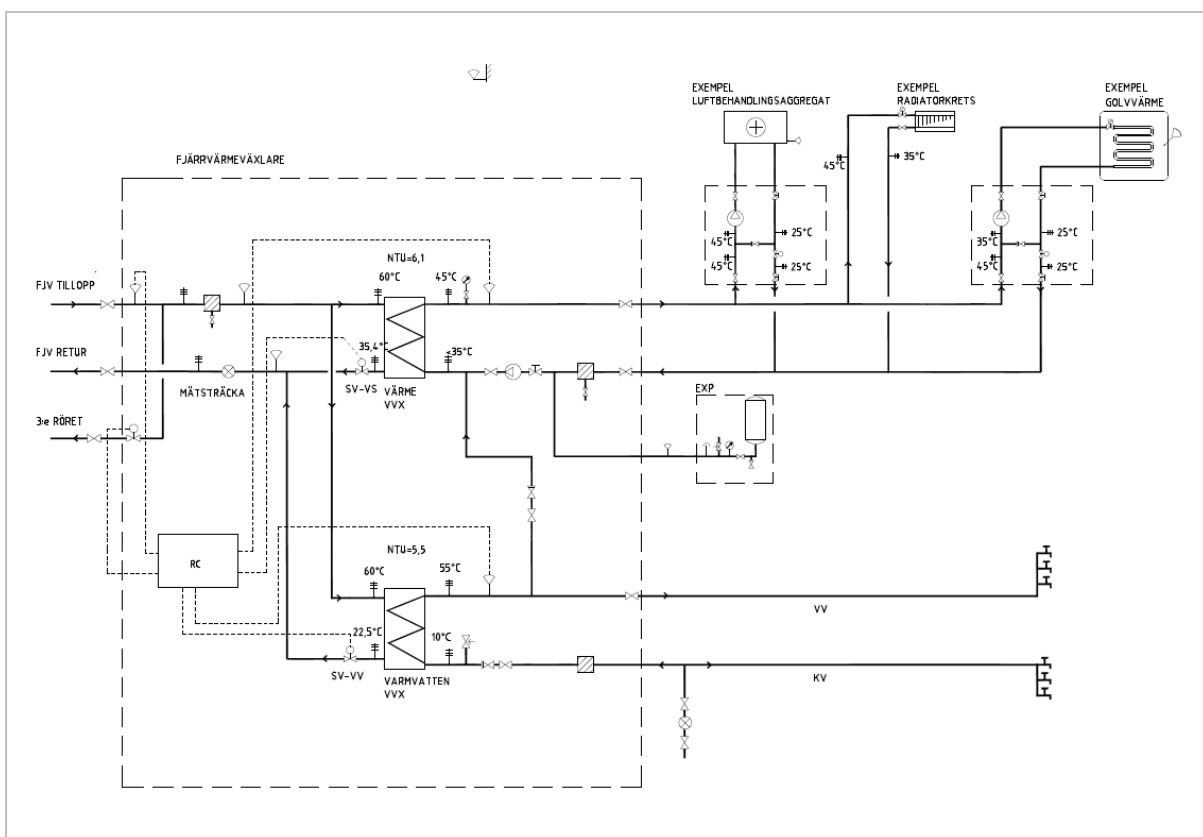 EXEMPEL
LUFTBEHANDLINGSAGGREGAT
EXEMPEL
RADIATORKRETS
EXEMPEL
GOLVVÄRME
FJÄRRVÄRMEVÄXLARE
45°C
35°C
45°C
25°C
45°C
25°C
35°C
25°C
45°C
25°C
NTU=6,1
60°C
45°C
FJV TILLOPP
FJV RETUR
35,4°C
<35°C
MÄTSTRÄCKA
SV-VS
VÄRME
VVX
EXP
3:e RÖRET
RC
NTU=5,5
60°C
55°C
VV
22,5°C
10°C
SV-VV
VARMVATTEN
VVX
KV